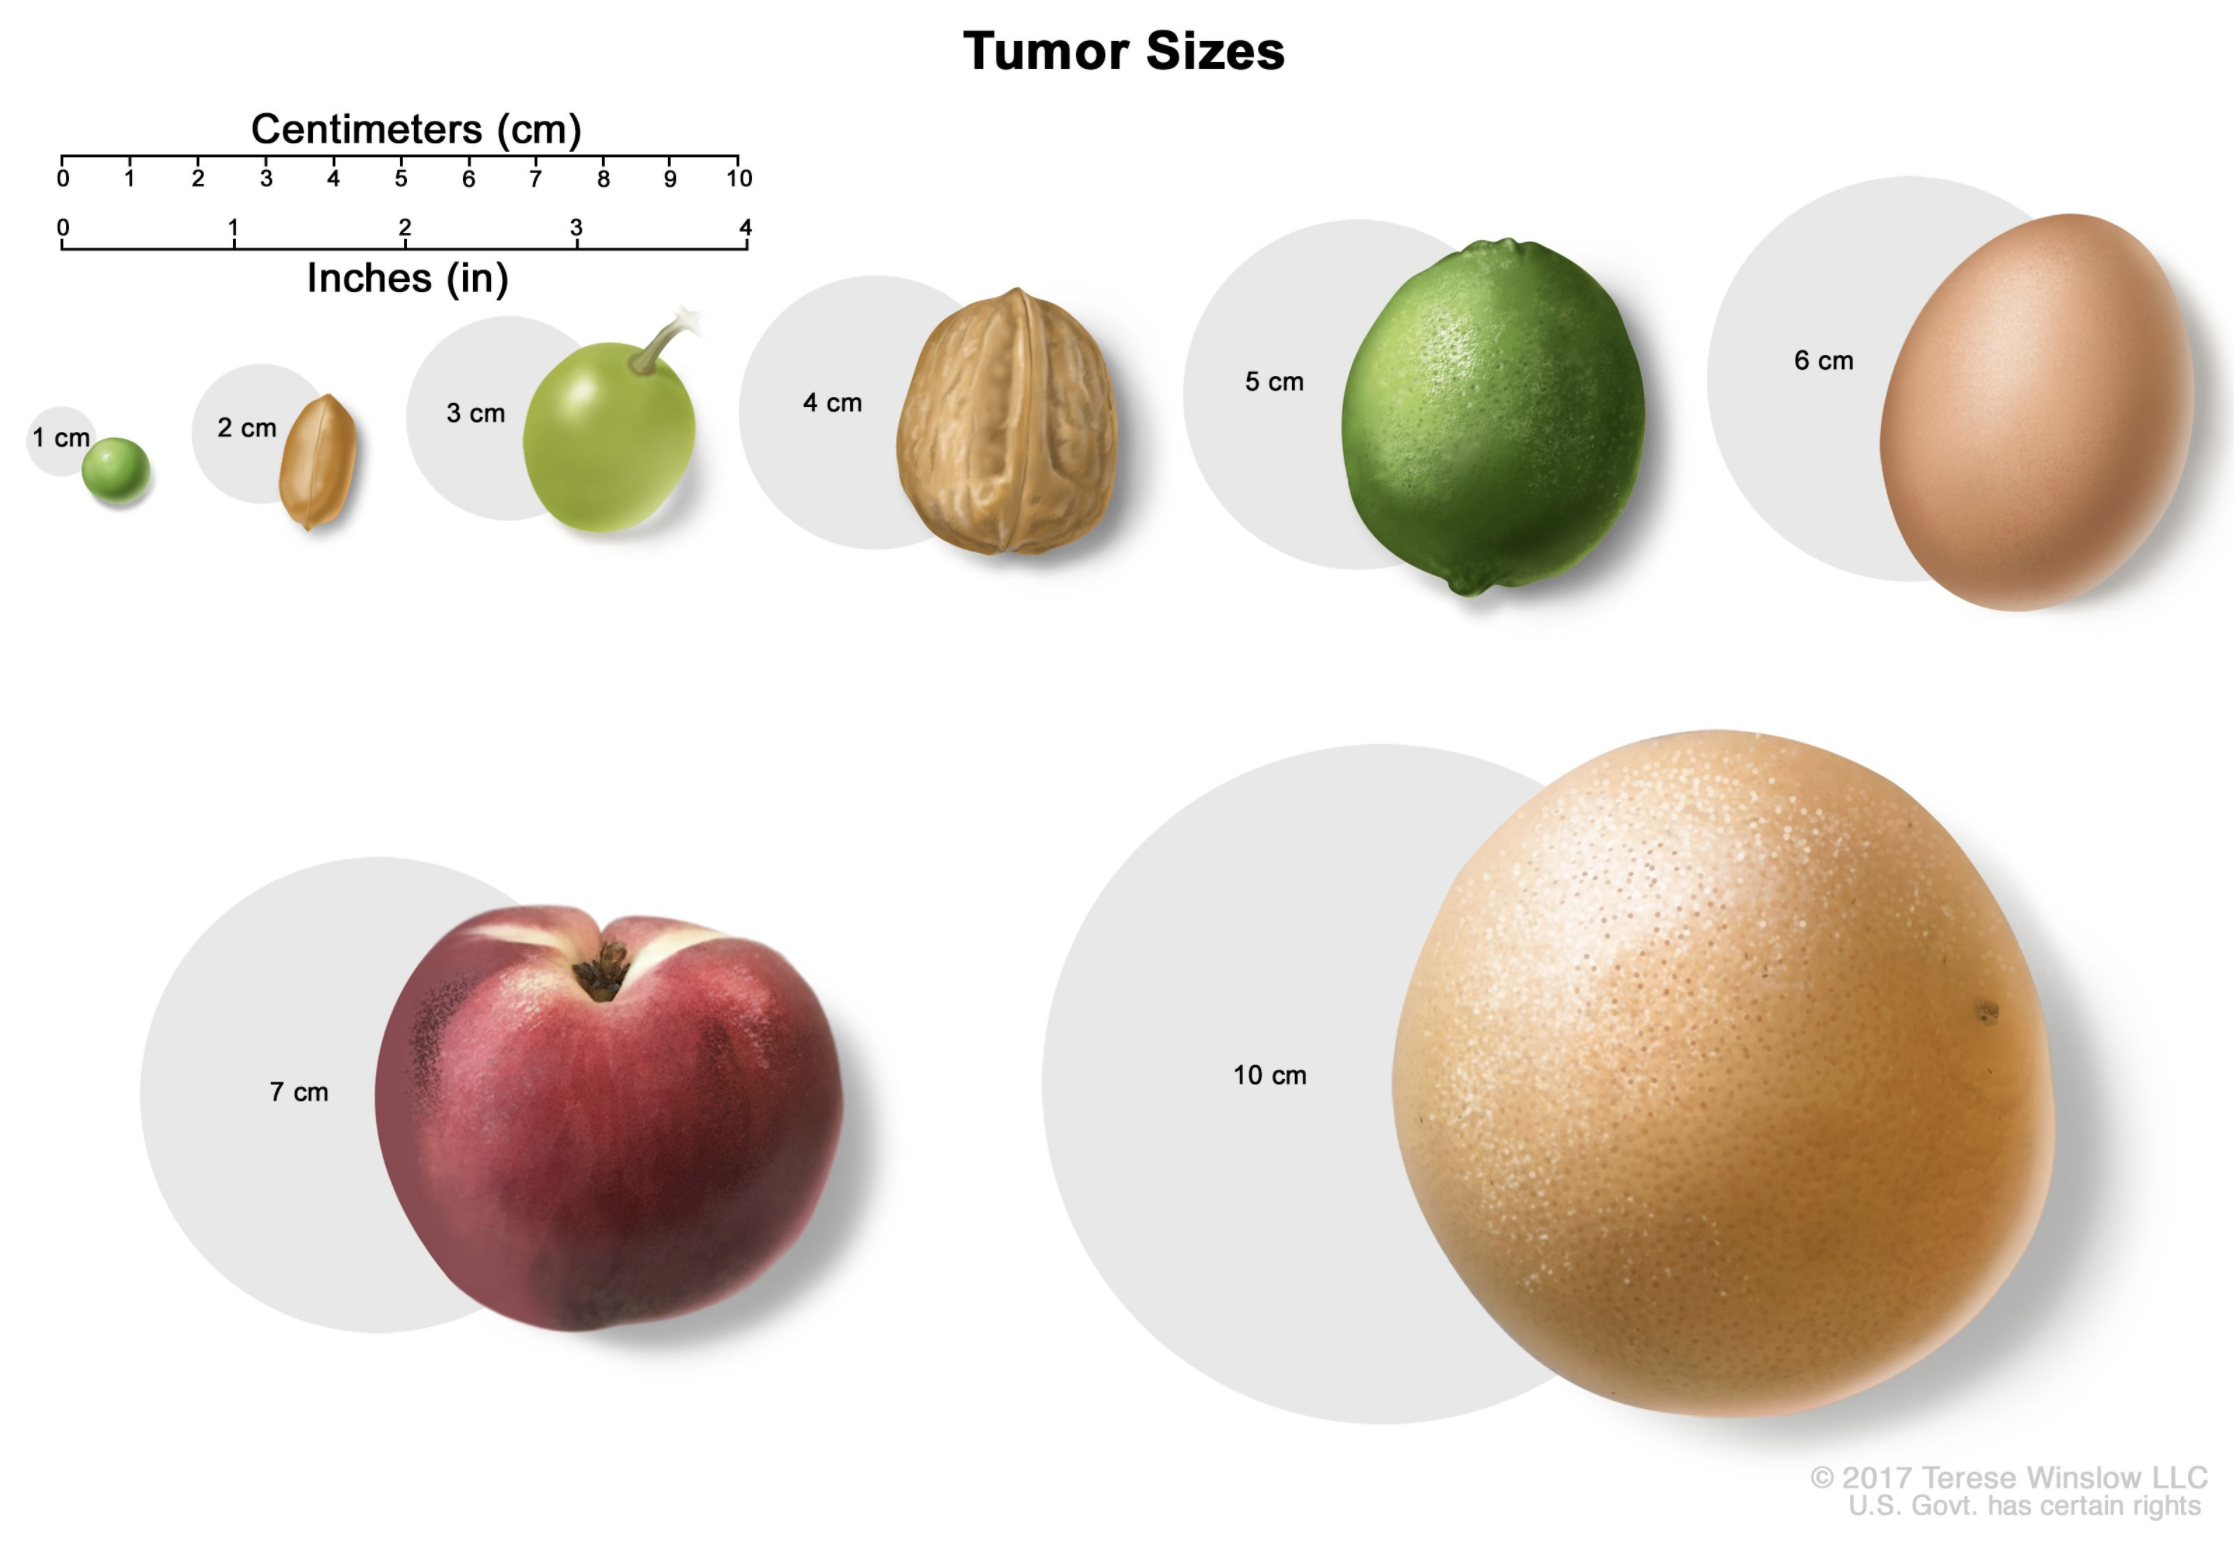 Tumor Sizes
Centimeters (cm)
0 1 2 3 4 5 6 7 8 9 10
0 1 2 3 4
Inches (in)
1 cm
2 cm
3 cm
4 cm
5 cm
6 cm
7 cm
10 cm
© 2017 Terese Winslow LLC
U.S. Govt. has certain rights